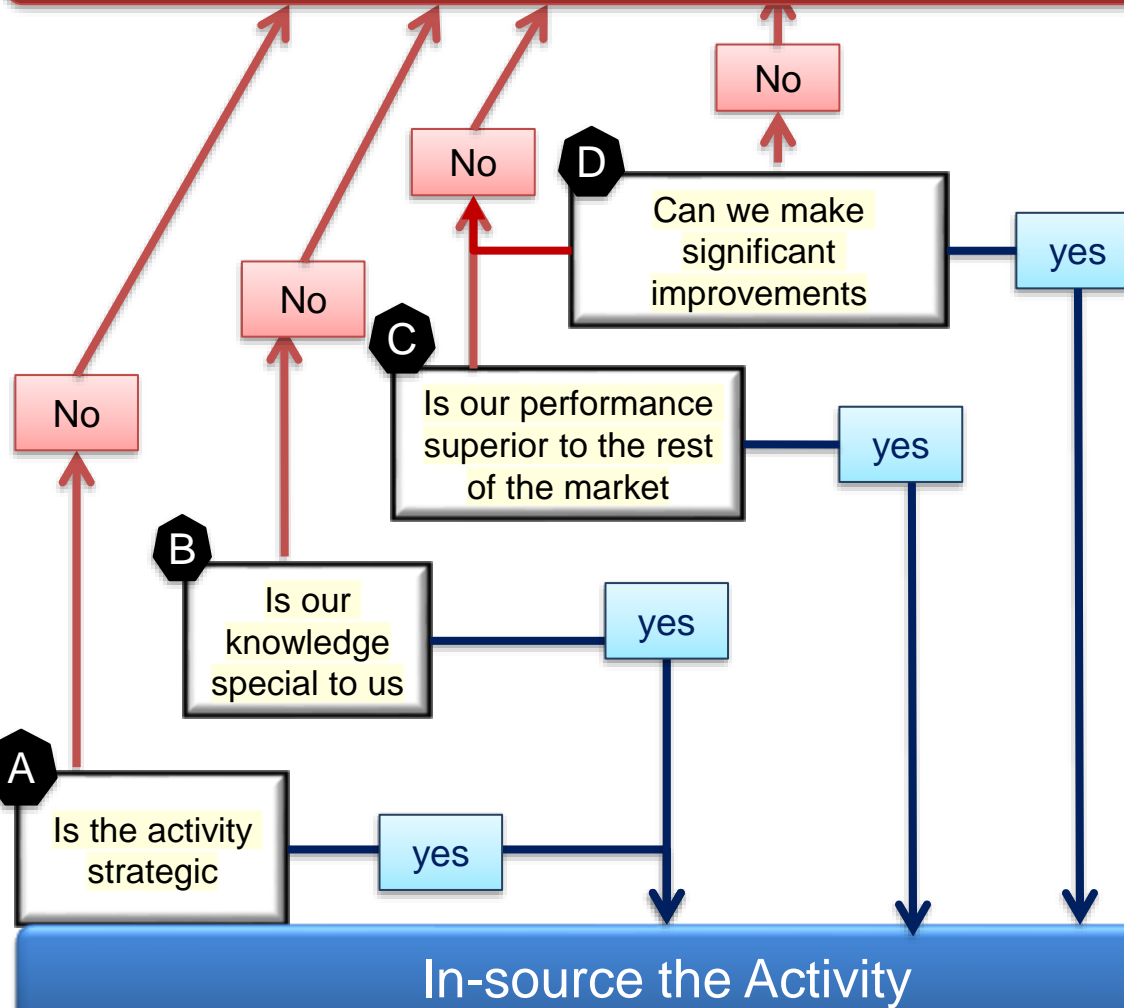 No
No
D
Can we make
significant
improvements
yes
No
C
Is our performance
superior to the rest
of the market
yes
No
B
Is our
knowledge
special to us
yes
A
Is the activity
strategic
yes
In-source the Activity